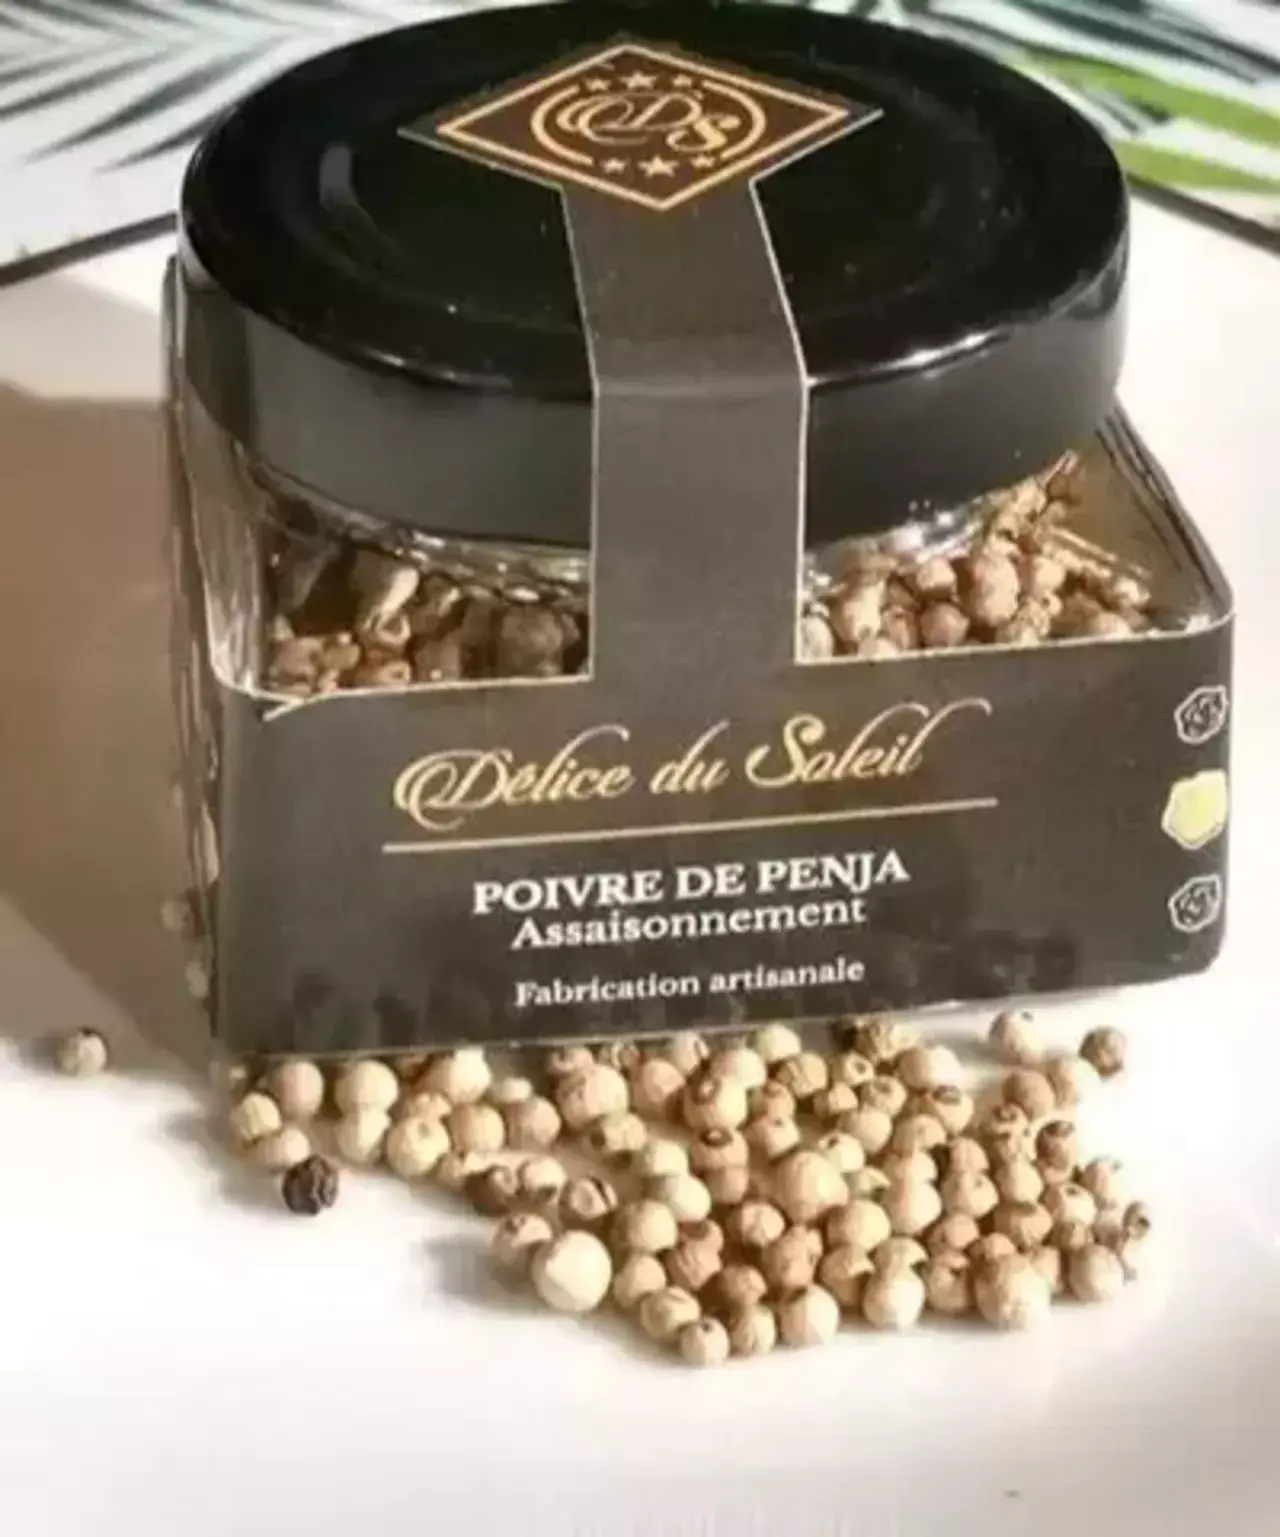 DS
Délice du Soleil
POIVRE DE PENJA
Assaisonnement
Fabrication artisanale